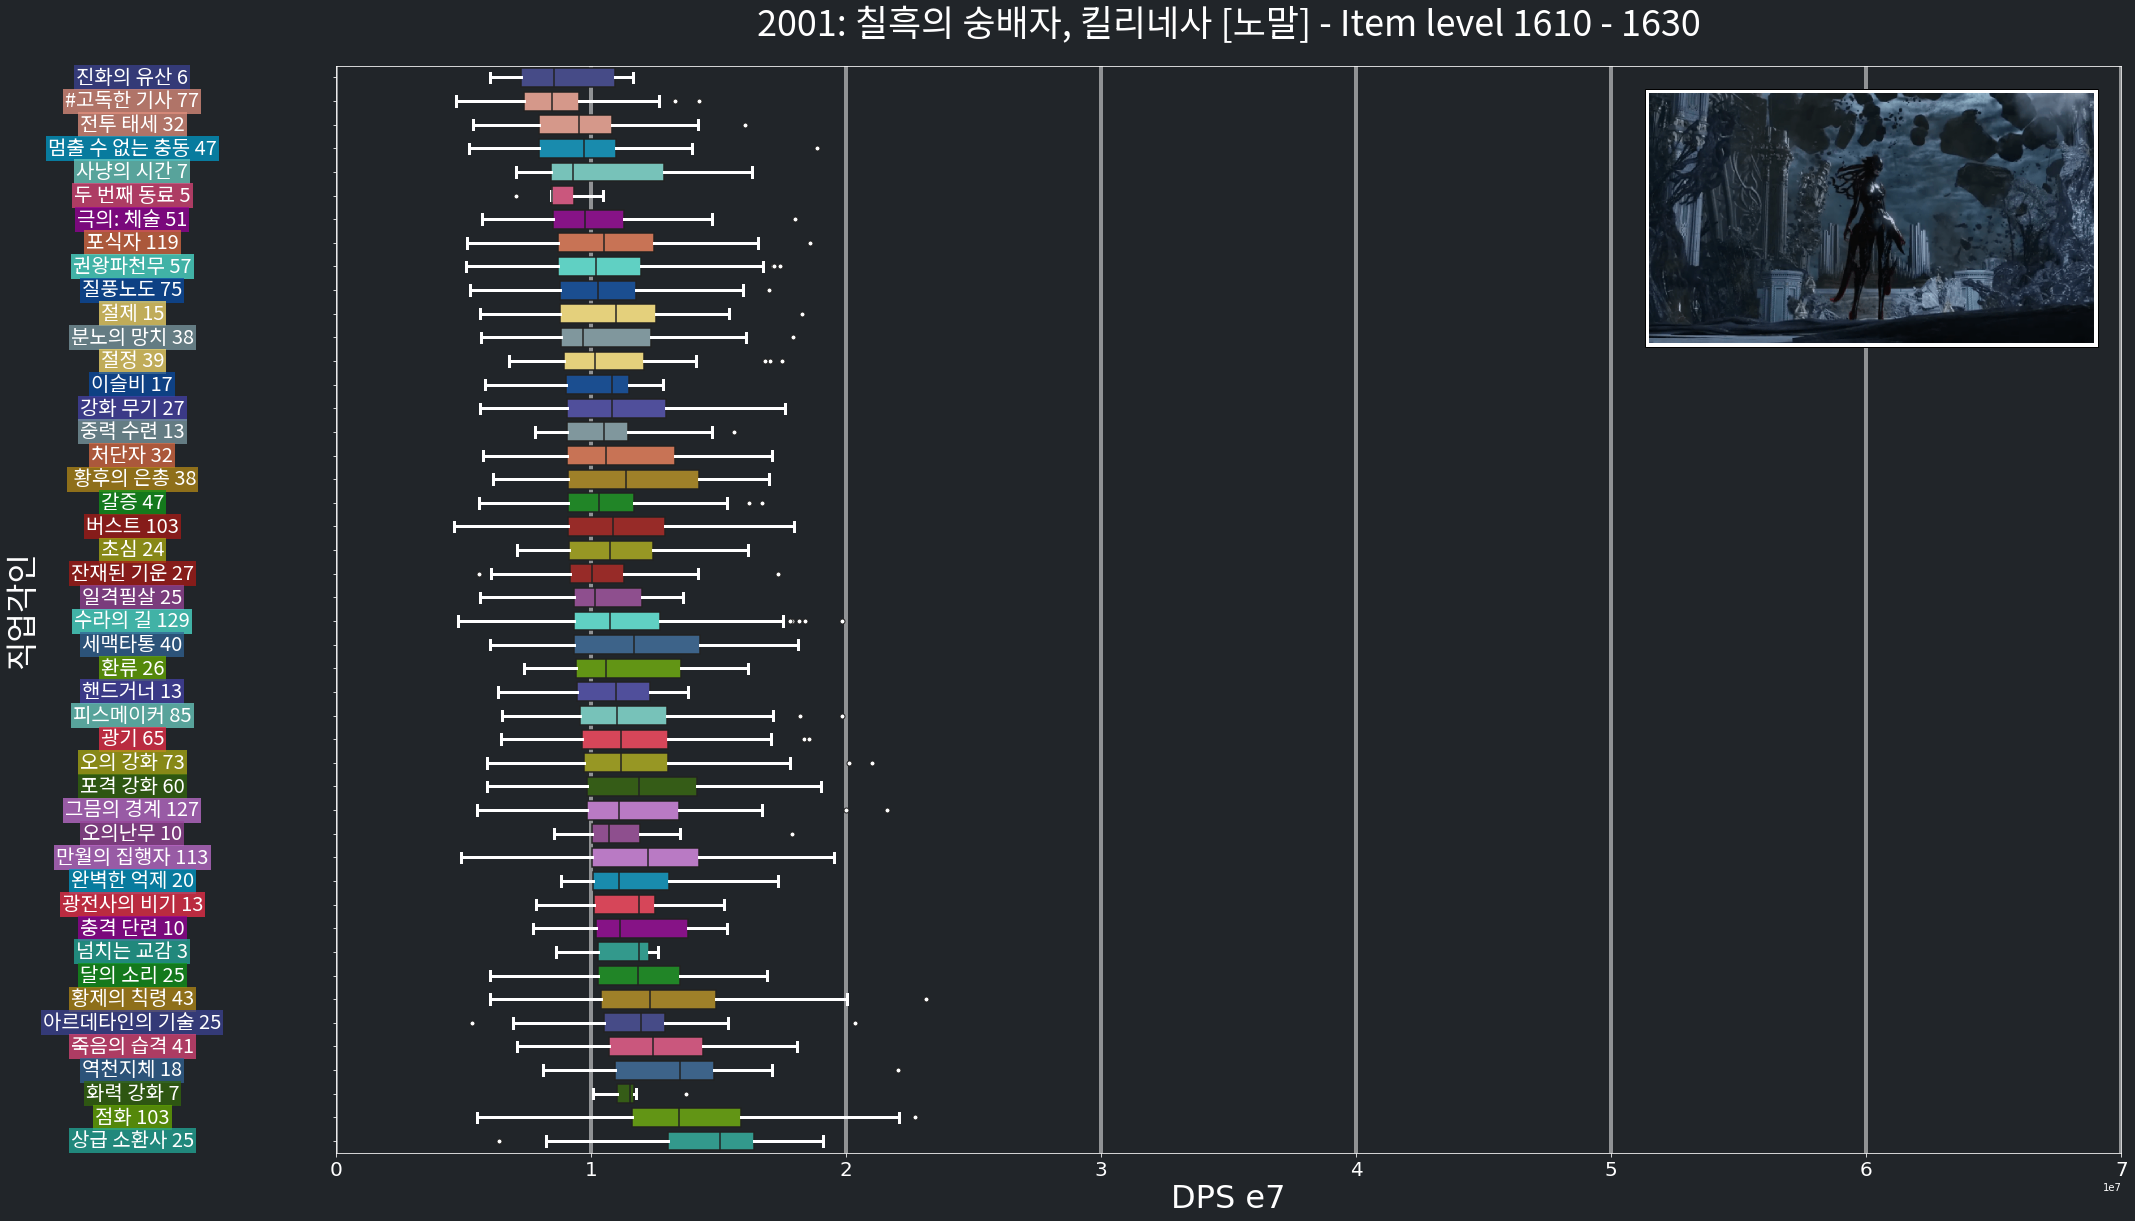 2001: 칠흑의 숭배자, 킬리네사 [노말] - Item level 1610 - 1630
직업각인
진화의 유산 6
#고독한 기사 77
전투 태세 32
멈출 수 없는 충동 47
사냥의 시간 7
두 번째 동료 5
극의: 체술 51
포식자 119
권왕파천무 57
질풍노도 75
절제 15
분노의 망치 38
절정 39
이슬비 17
강화 무기 27
중력 수련 13
처단자 32
황후의 은총 38
갈증 47
버스트 103
초심 24
잔재된 기운 27
일격필살 25
수라의 길 129
세맥타통 40
환류 26
핸드거너 13
피스메이커 85
광기 65
오의 강화 73
포격 강화 60
그믐의 경계 127
오의난무 10
만월의 집행자 113
완벽한 억제 20
광전사의 비기 13
충격 단련 10
넘치는 교감 3
달의 소리 25
황제의 칙령 43
아르데타인의 기술 25
죽음의 습격 41
역천지체 18
화력 강화 7
점화 103
상급 소환사 25
0 1 2 3 4 5 6 7
1e7
DPS e7